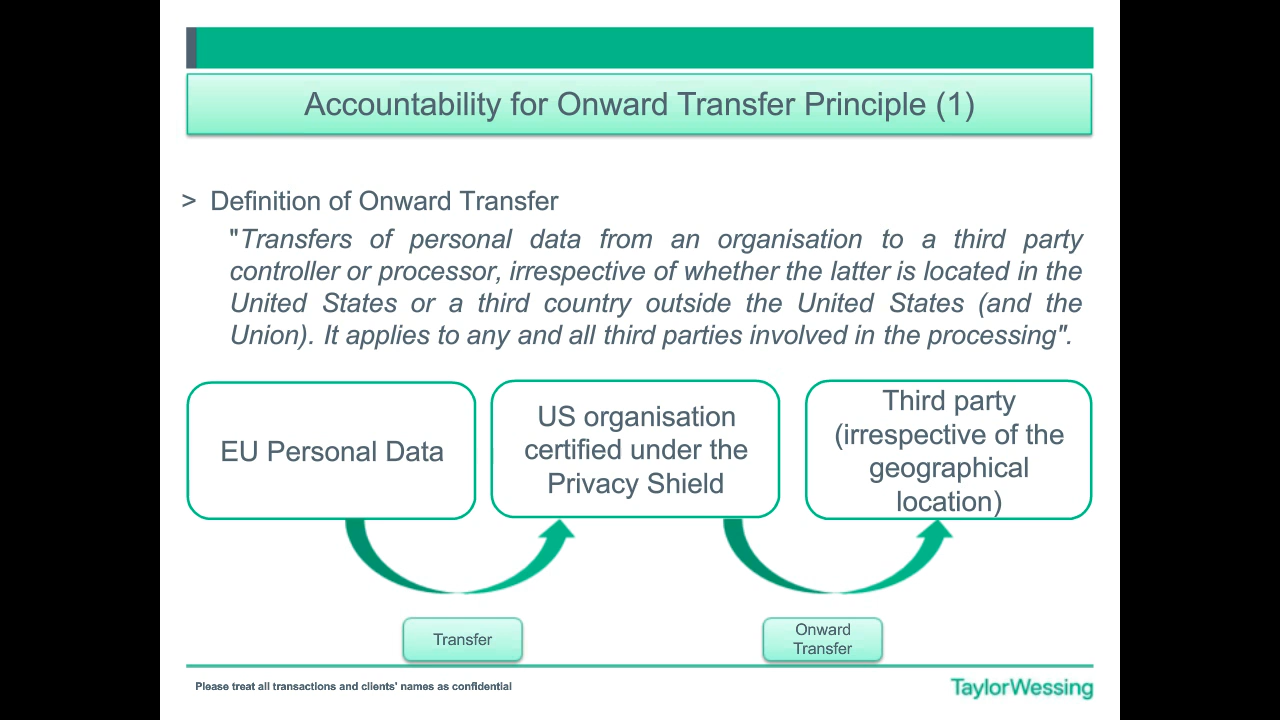 Accountability for Onward Transfer Principle (1)
> Definition of Onward Transfer
"Transfers of personal data from an organisation to a third party
controller or processor, irrespective of whether the latter is located in the
United States or a third country outside the United States (and the
Union). It applies to any and all third parties involved in the processing".
EU Personal Data
US organisation
certified under the
Privacy Shield
Third party
(irrespective of the
geographical
location)
Transfer
Onward
Transfer
Please treat all transactions and clients' names as confidential
TaylorWessing